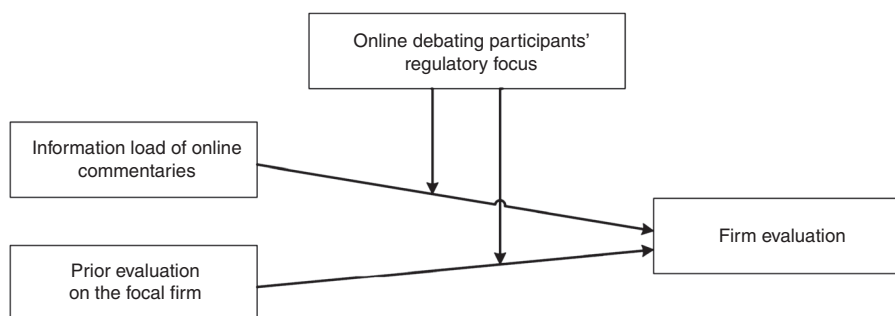 Online debating participants'
regulatory focus
Information load of online
commentaries
Firm evaluation
Prior evaluation
on the focal firm